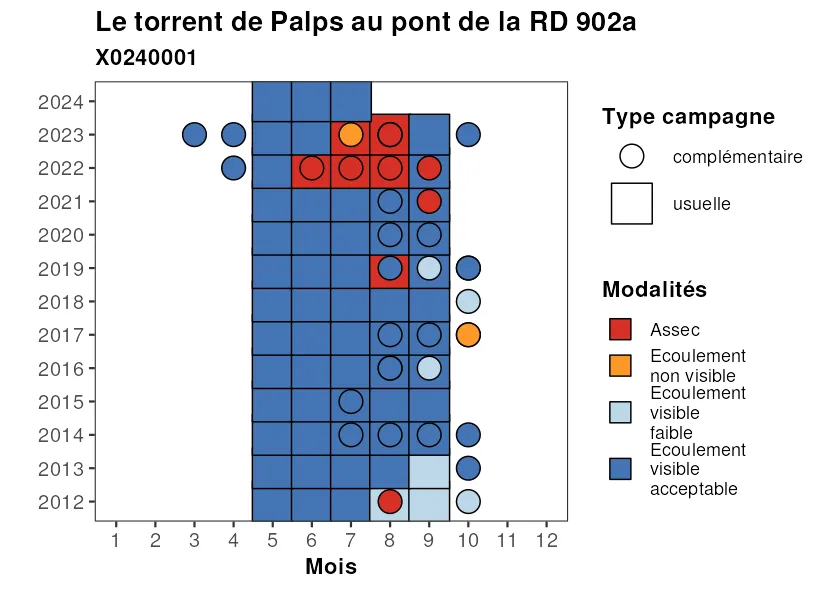 Le torrent de Palps au pont de la RD 902a
X0240001
2024
2023
2022
2021
2020
2019
2018
2017
2016
2015
2014
2013
2012
1 2 3 4 5 6 7 8 9 10 11 12
Mois
Type campagne
complémentaire
usuelle
Modalités
Assec
Ecoulement
non visible
Ecoulement
visible
faible
Ecoulement
visible
acceptable